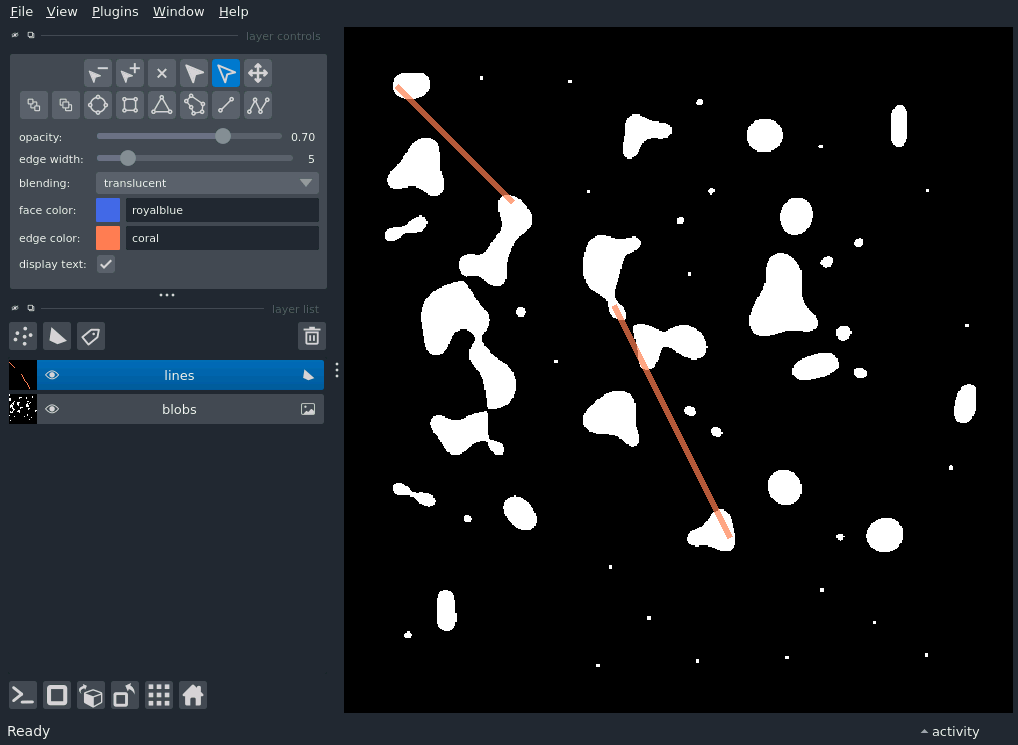 File View Plugins Window Help
layer controls
opacity: 0.70
edge width: 5
blending: translucent
face color: royalblue
edge color: coral
display text:
layer list
lines
blobs
Ready activity